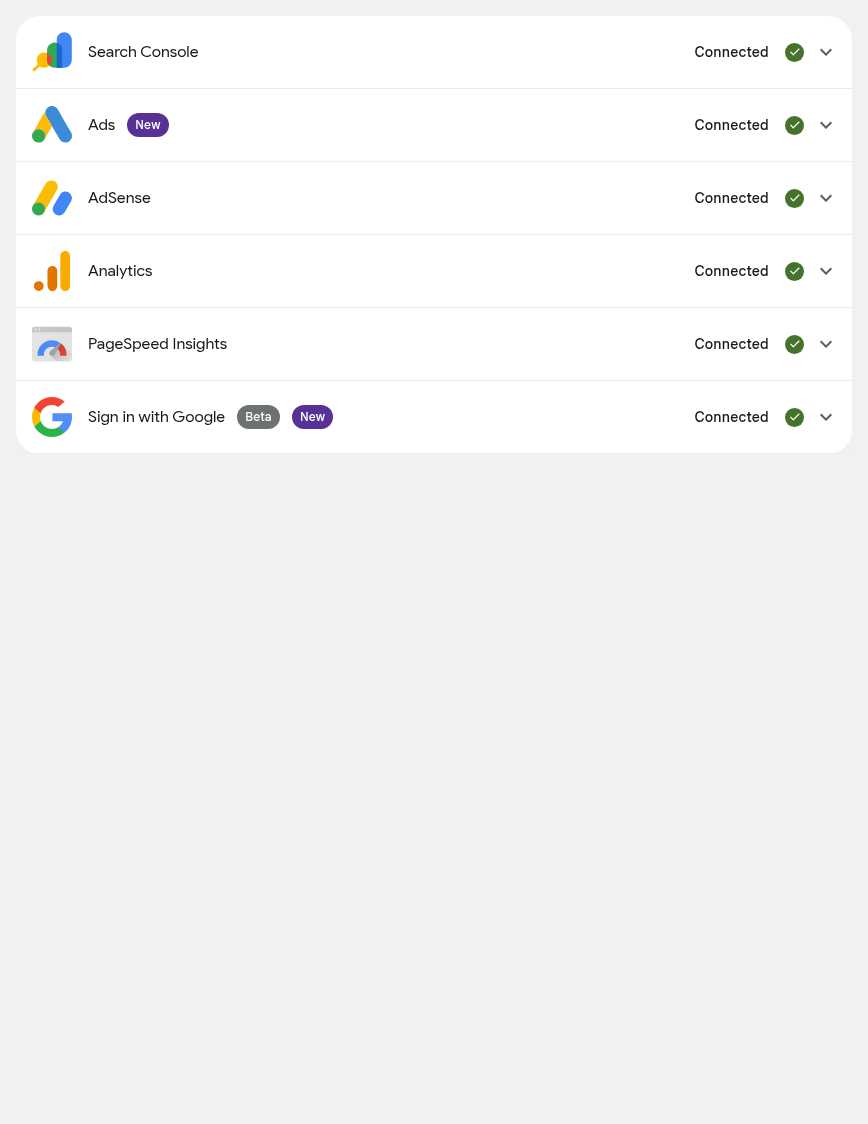 Search Console Connected
Ads New Connected
AdSense Connected
Analytics Connected
PageSpeed Insights Connected
Sign in with Google Beta New Connected